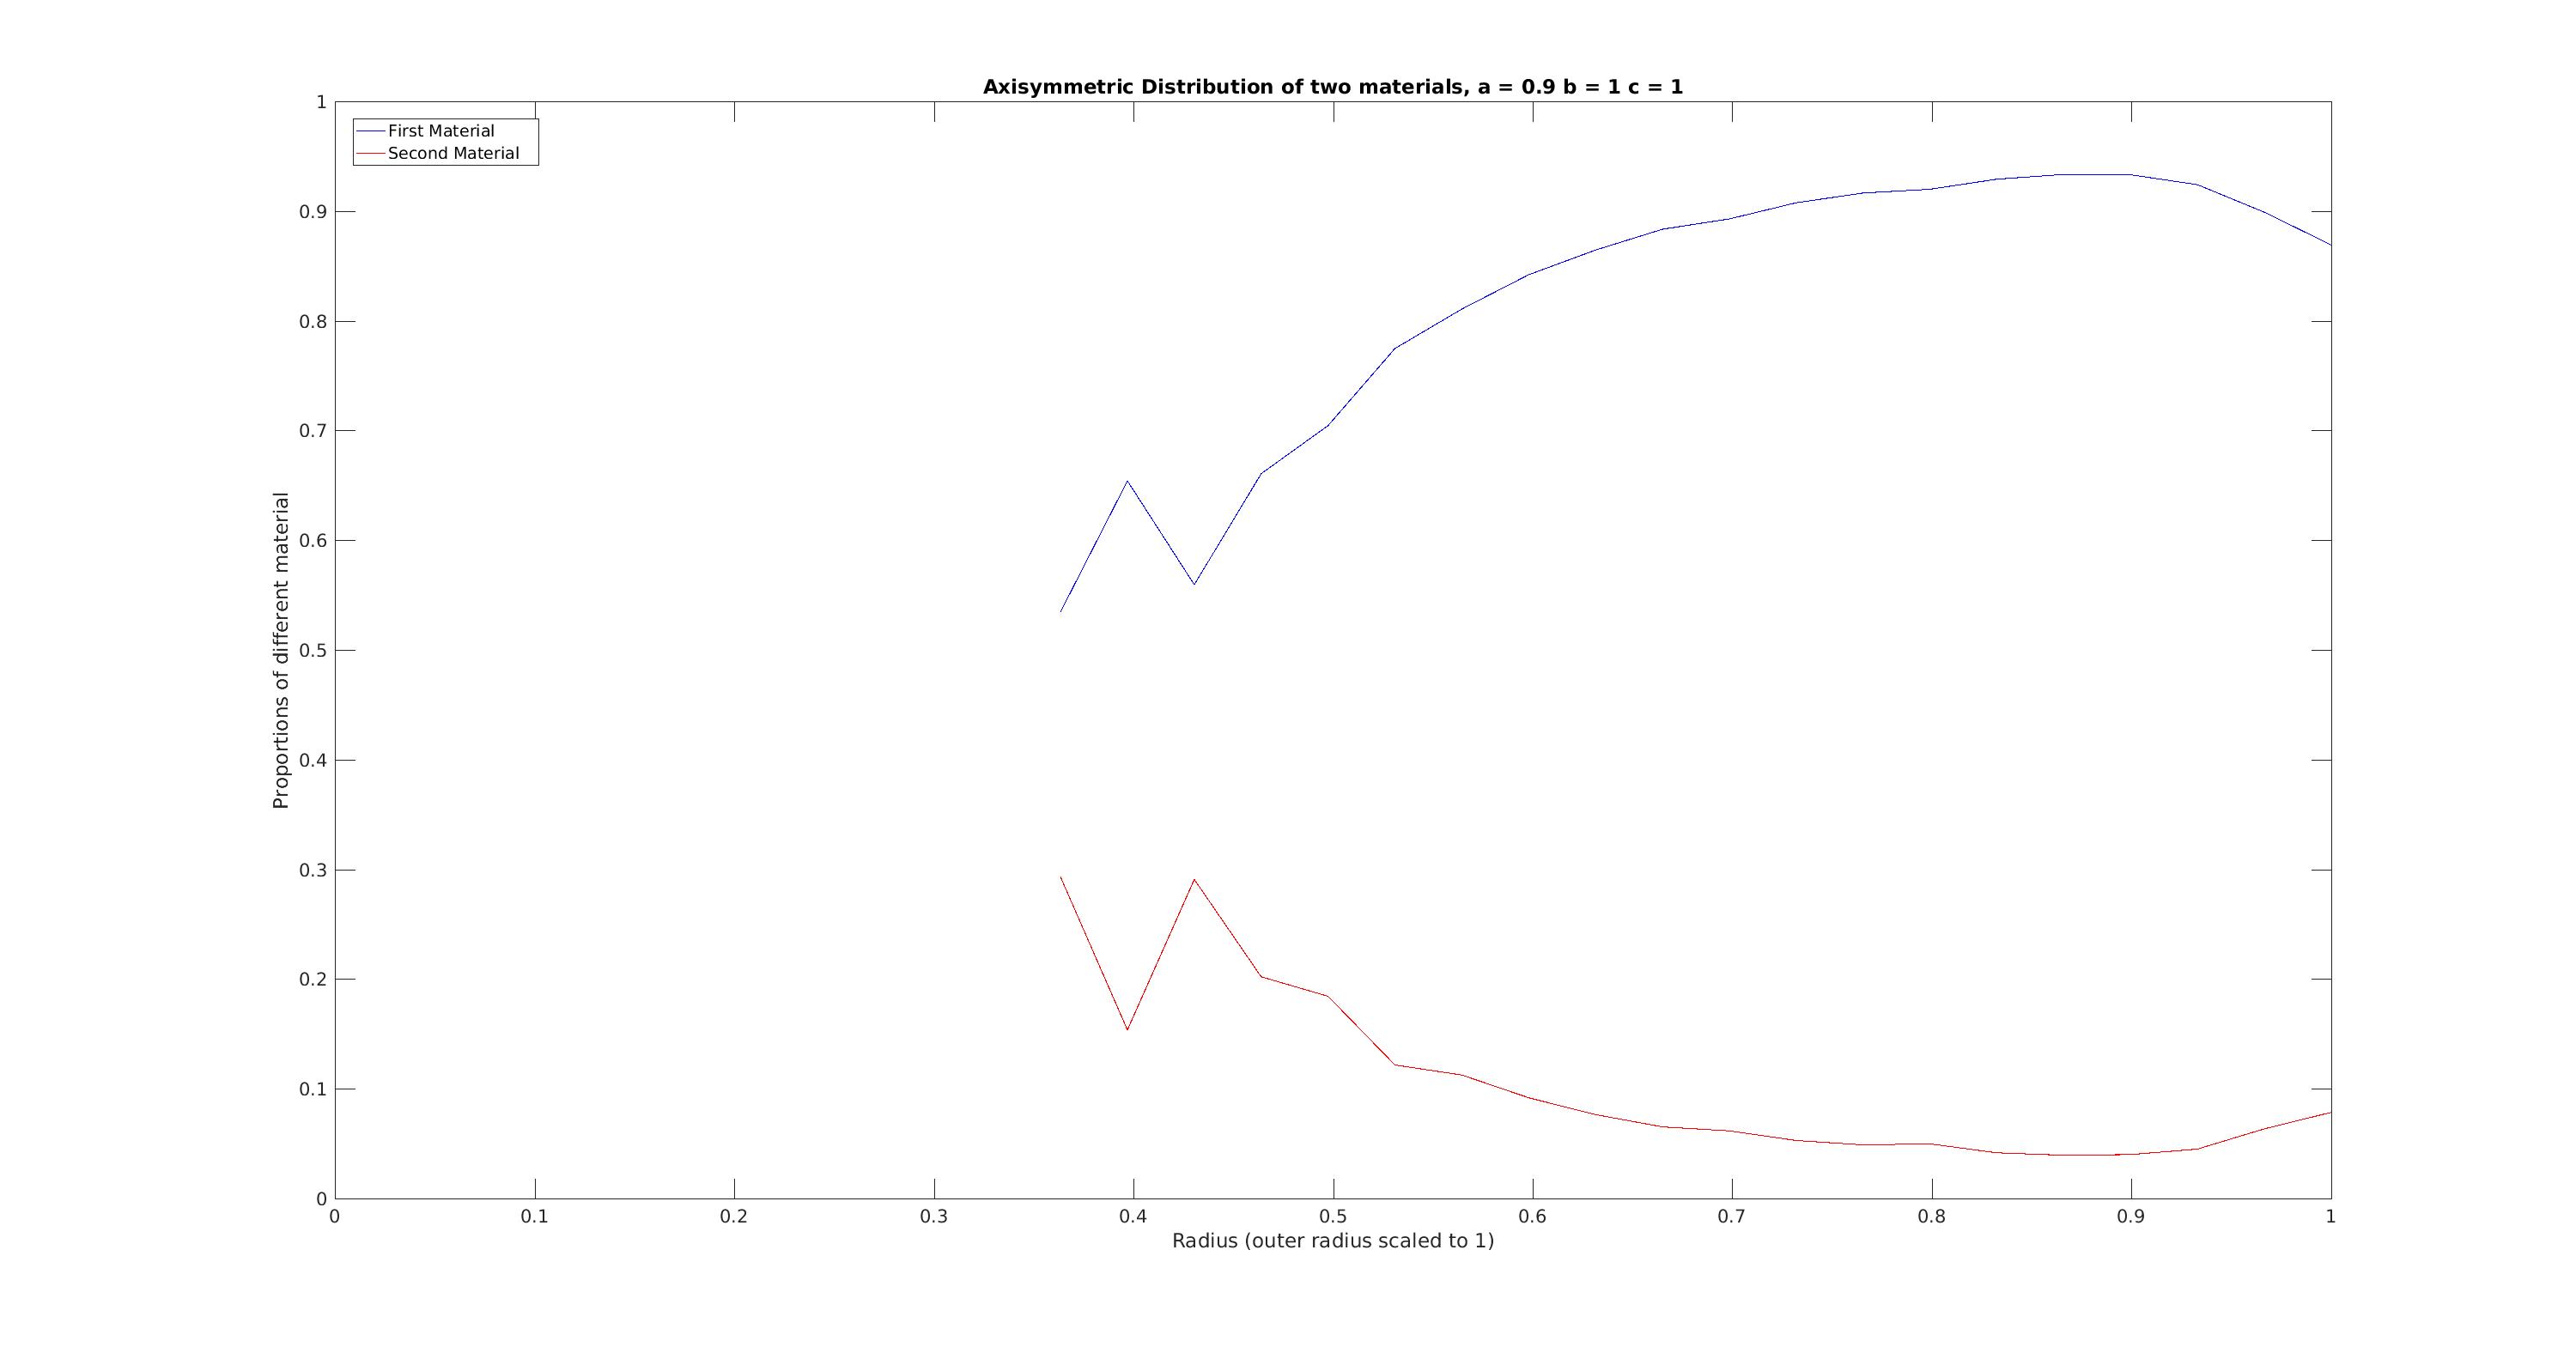 Axisymmetric Distribution of two materials, a = 0.9 b = 1 c = 1
First Material
Second Material
Proportions of different material
1
0.9
0.8
0.7
0.6
0.5
0.4
0.3
0.2
0.1
0
0 0.1 0.2 0.3 0.4 0.5 0.6 0.7 0.8 0.9 1
Radius (outer radius scaled to 1)